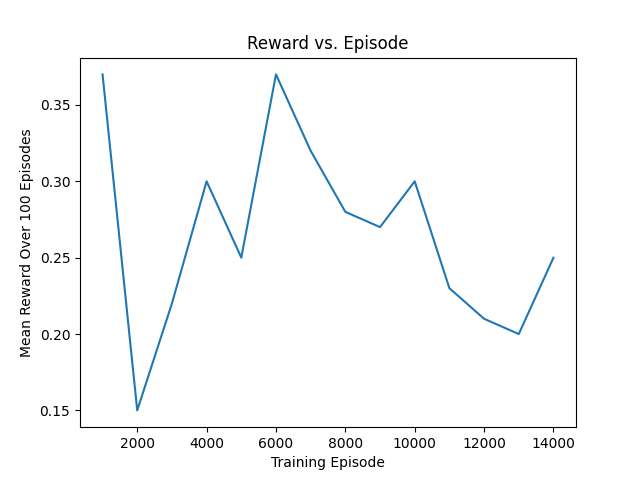 Reward vs. Episode
Mean Reward Over 100 Episodes
0.35
0.30
0.25
0.20
0.15
2000 4000 6000 8000 10000 12000 14000
Training Episode